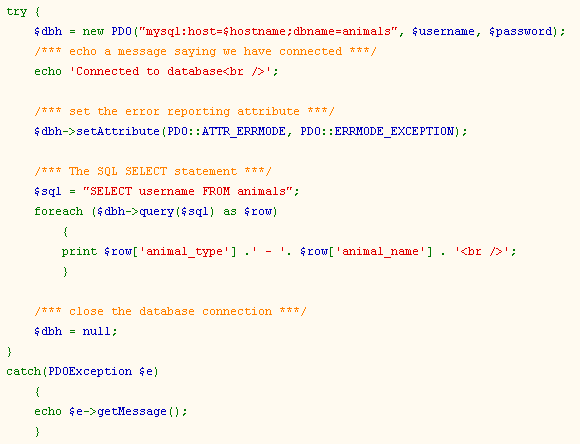 try {
    $dbh = new PDO("mysql:host=$hostname;dbname=animals", $username, $password);
    /*** echo a message saying we have connected ***/
    echo 'Connected to database<br />';

    /*** set the error reporting attribute ***/
    $dbh->setAttribute(PDO::ATTR_ERRMODE, PDO::ERRMODE_EXCEPTION);

    /*** The SQL SELECT statement ***/
    $sql = "SELECT username FROM animals";
    foreach ($dbh->query($sql) as $row)
        {
        print $row['animal_type'] .' - '. $row['animal_name'] . '<br />';
        }

    /*** close the database connection ***/
    $dbh = null;
}
catch(PDOException $e)
    {
    echo $e->getMessage();
    }